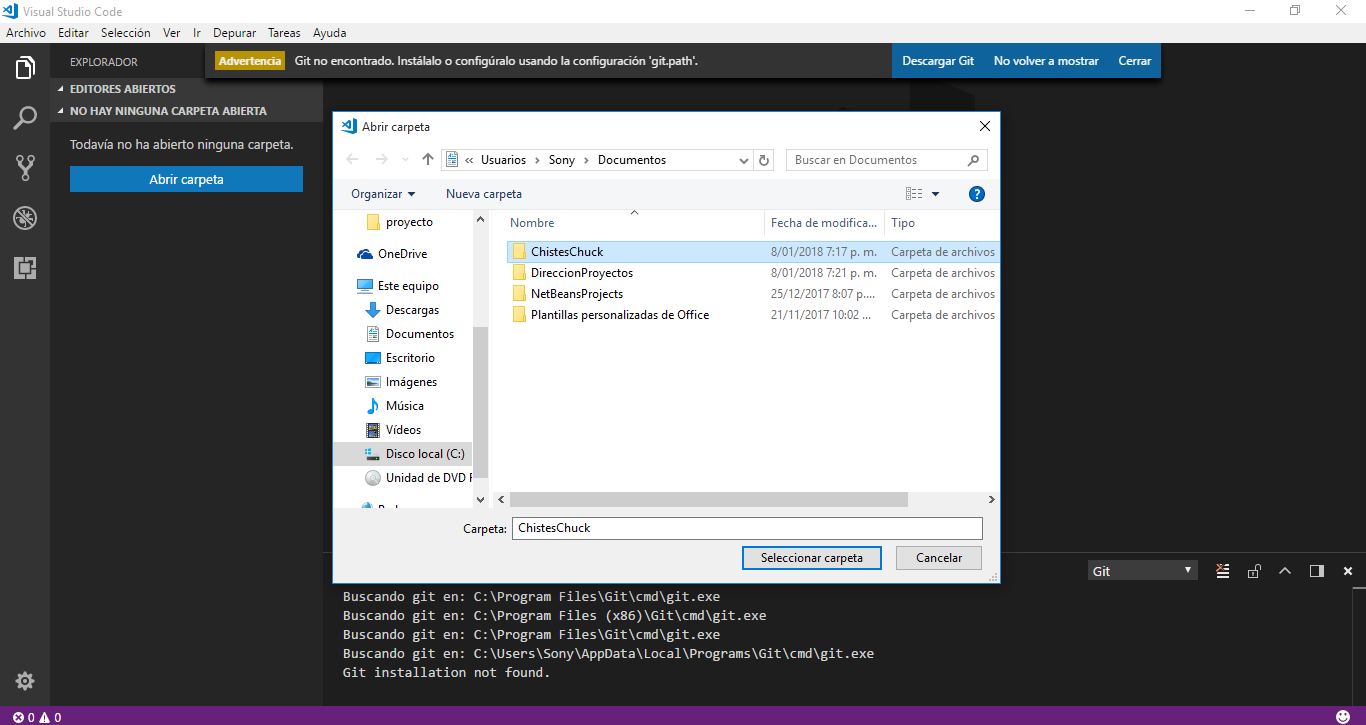 Visual Studio Code
Archivo Editar Selección Ver Ir Depurar Tareas Ayuda
EXPLORADOR
Advertencia Git no encontrado. Instálalo o configúralo usando la configuración 'git.path'. Descargar Git No volver a mostrar Cerrar
EDITORES ABIERTOS
NO HAY NINGUNA CARPETA ABIERTA
Todavía no ha abierto ninguna carpeta.
Abrir carpeta
Abrir carpeta
« Usuarios › Sony › Documentos
Buscar en Documentos
Organizar Nueva carpeta
proyecto
OneDrive
Este equipo
Descargas
Documentos
Escritorio
Imágenes
Música
Vídeos
Disco local (C:)
Unidad de DVD
Nombre Fecha de modifica... Tipo
ChistesChuck 8/01/2018 7:17 p. m. Carpeta de archivos
DireccionProyectos 8/01/2018 7:21 p. m. Carpeta de archivos
NetBeansProjects 25/12/2017 8:07 p.... Carpeta de archivos
Plantillas personalizadas de Office 21/11/2017 10:02 ... Carpeta de archivos
Carpeta: ChistesChuck
Seleccionar carpeta Cancelar
Git
Buscando git en: C:\Program Files\Git\cmd\git.exe
Buscando git en: C:\Program Files (x86)\Git\cmd\git.exe
Buscando git en: C:\Program Files\Git\cmd\git.exe
Buscando git en: C:\Users\Sony\AppData\Local\Programs\Git\cmd\git.exe
Git installation not found.
0 0